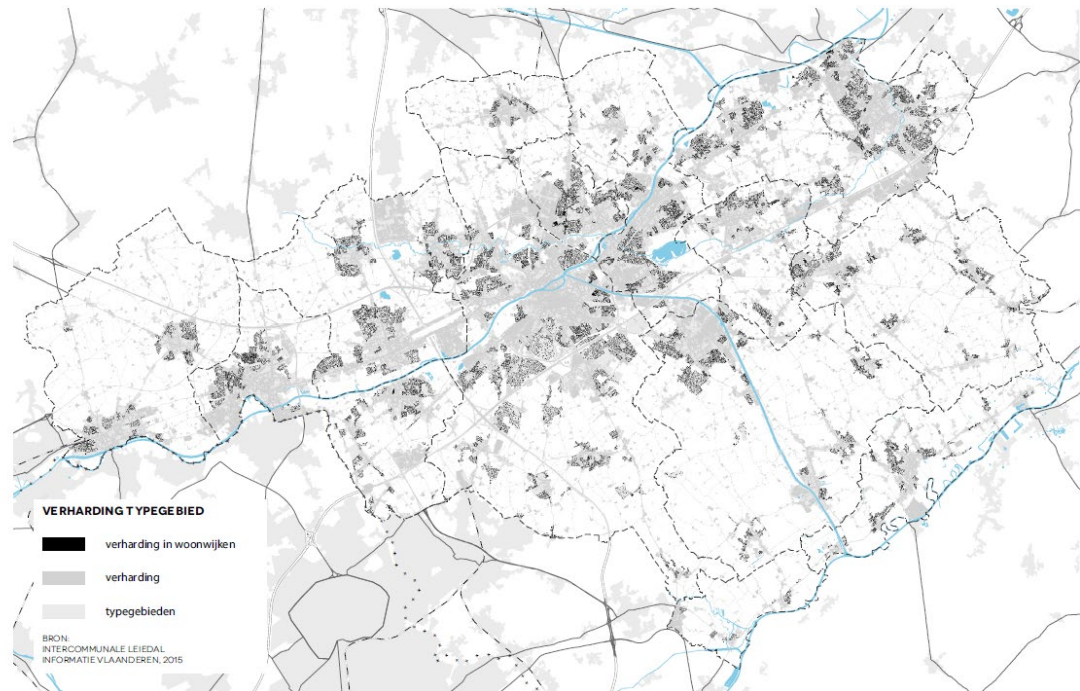 VERHARDING TYPEGEBIED
verharding in woonwijken
verharding
typegebieden
BRON:
INTERCOMMUNALE LEIEDAL
INFORMATIE VLAANDEREN, 2015